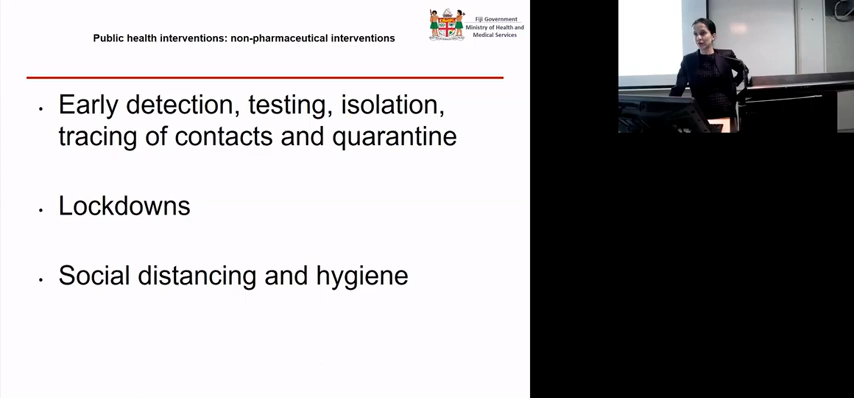 Public health interventions: non-pharmaceutical interventions
Fiji Government
Ministry of Health and
Medical Services
• Early detection, testing, isolation,
tracing of contacts and quarantine
• Lockdowns
• Social distancing and hygiene